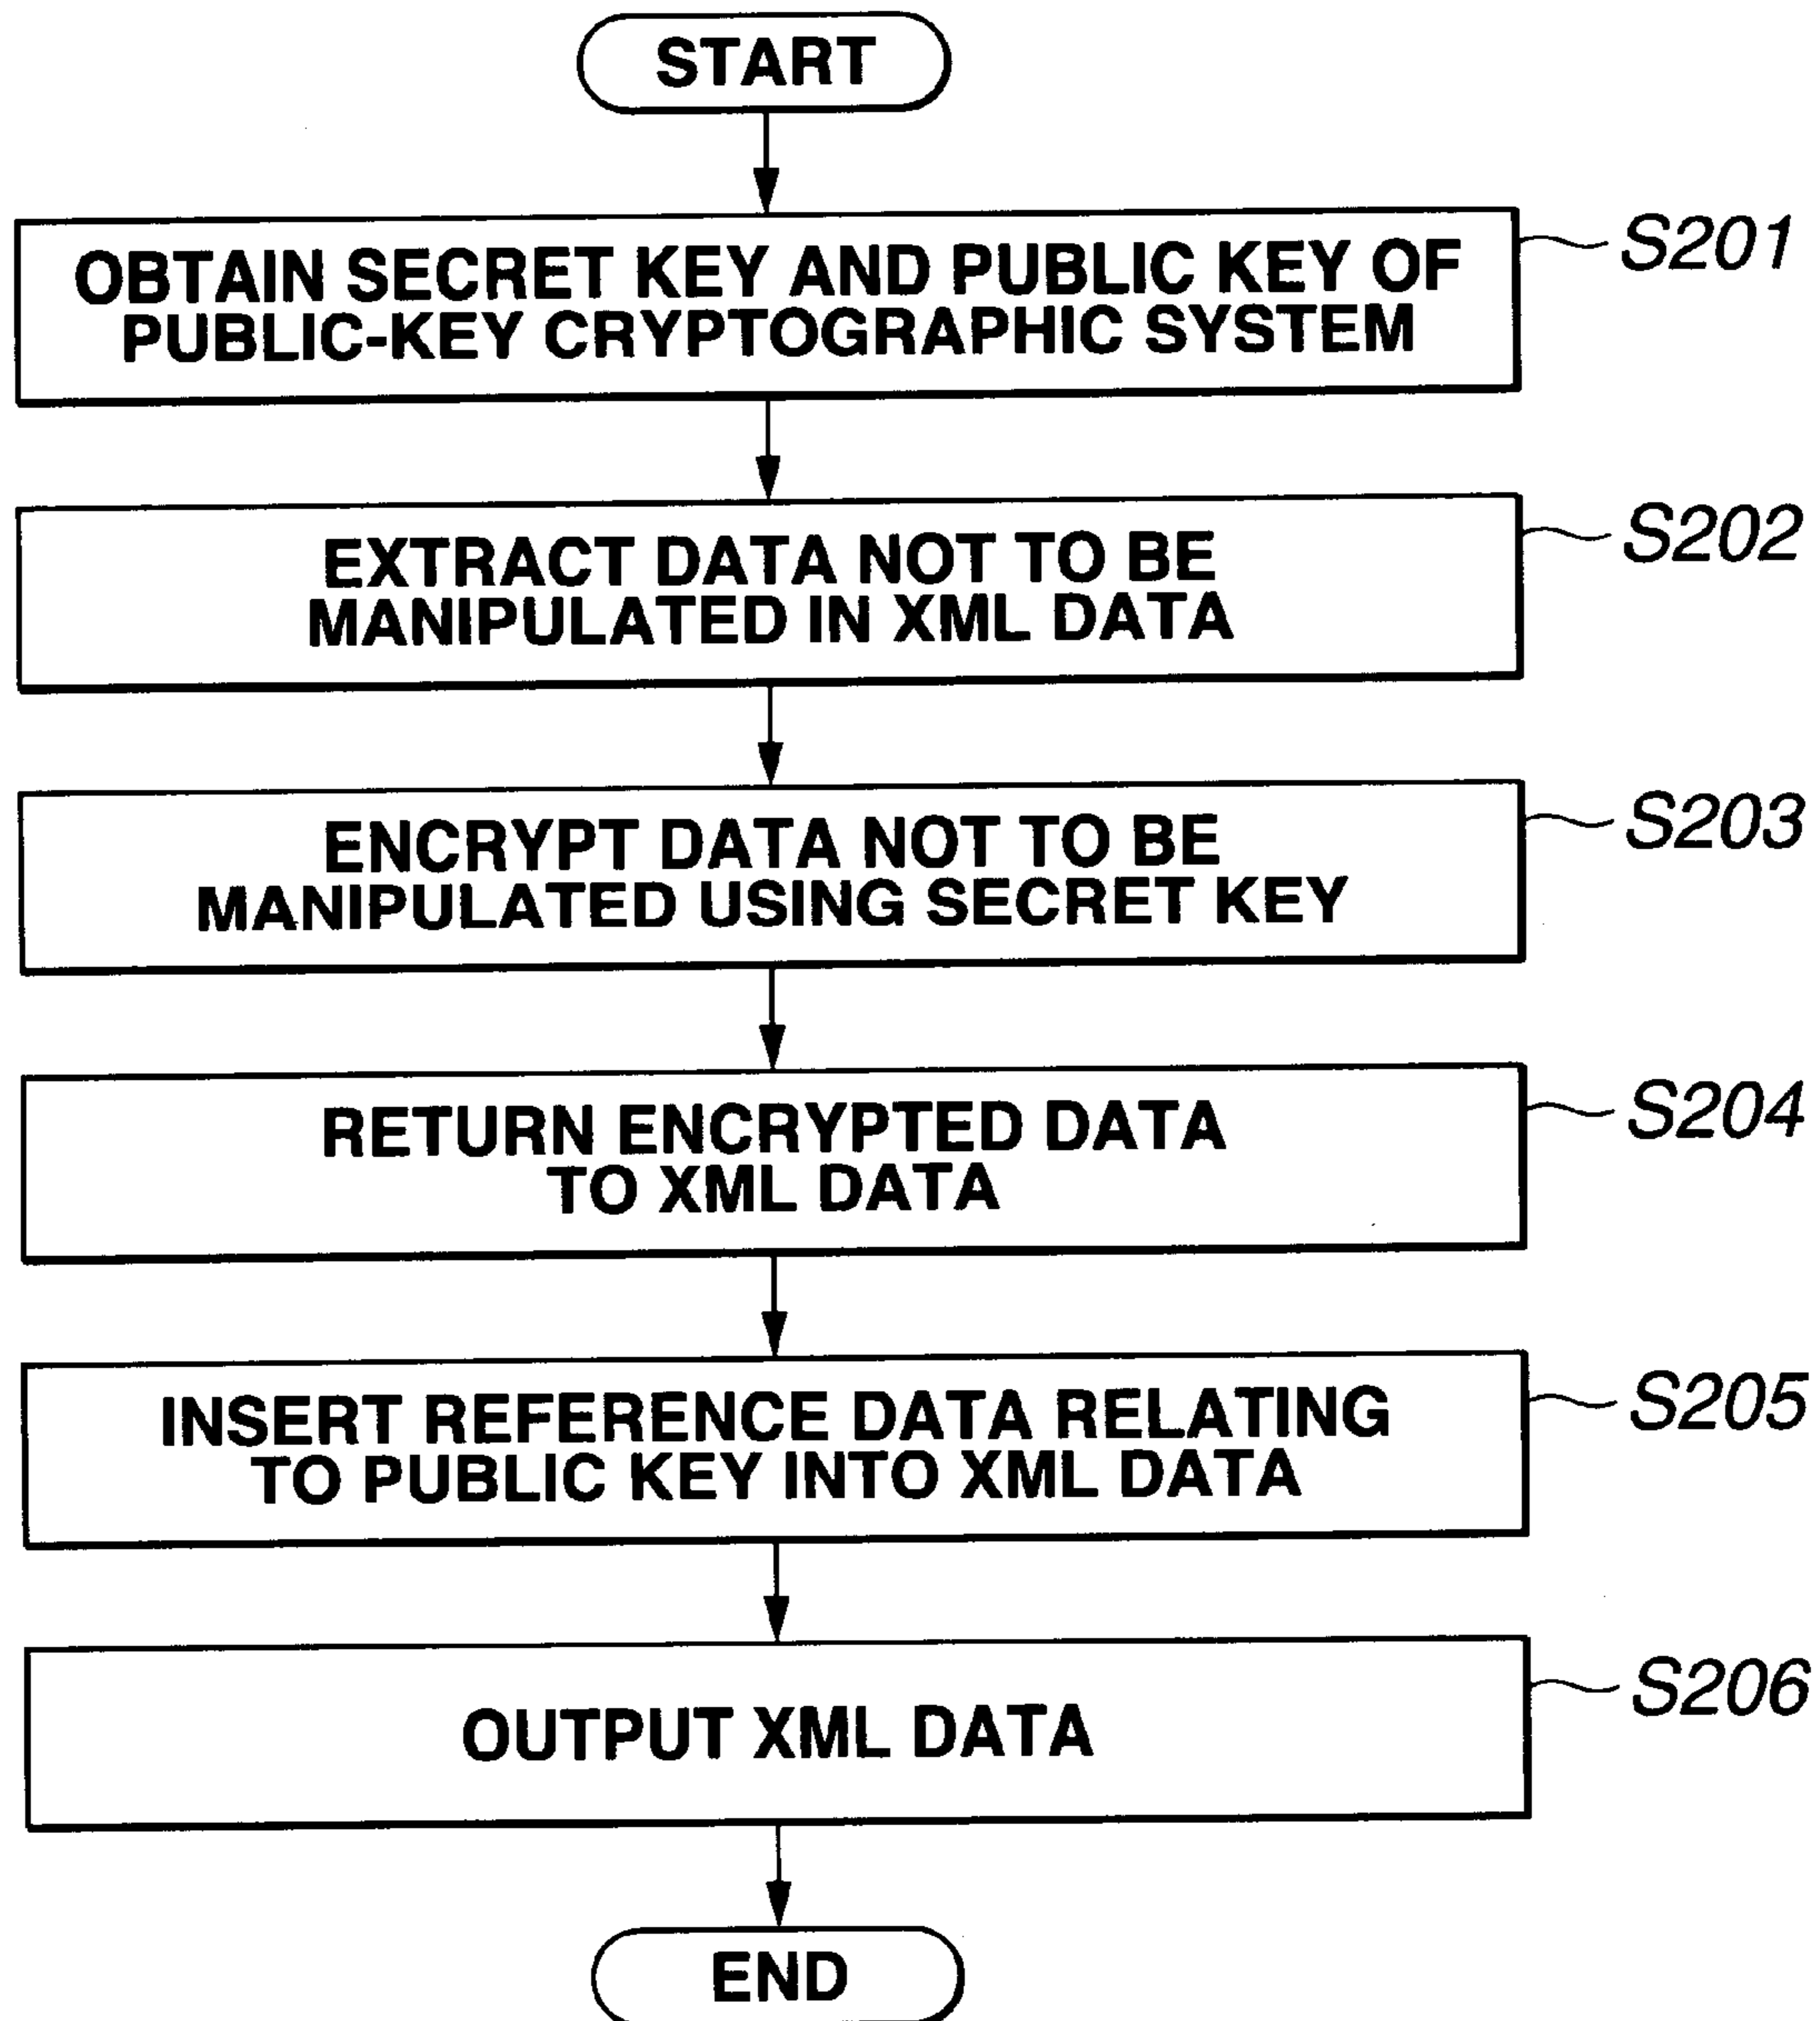 START
OBTAIN SECRET KEY AND PUBLIC KEY OF
PUBLIC-KEY CRYPTOGRAPHIC SYSTEM
S201
EXTRACT DATA NOT TO BE
MANIPULATED IN XML DATA
S202
ENCRYPT DATA NOT TO BE
MANIPULATED USING SECRET KEY
S203
RETURN ENCRYPTED DATA
TO XML DATA
S204
INSERT REFERENCE DATA RELATING
TO PUBLIC KEY INTO XML DATA
S205
OUTPUT XML DATA
S206
END